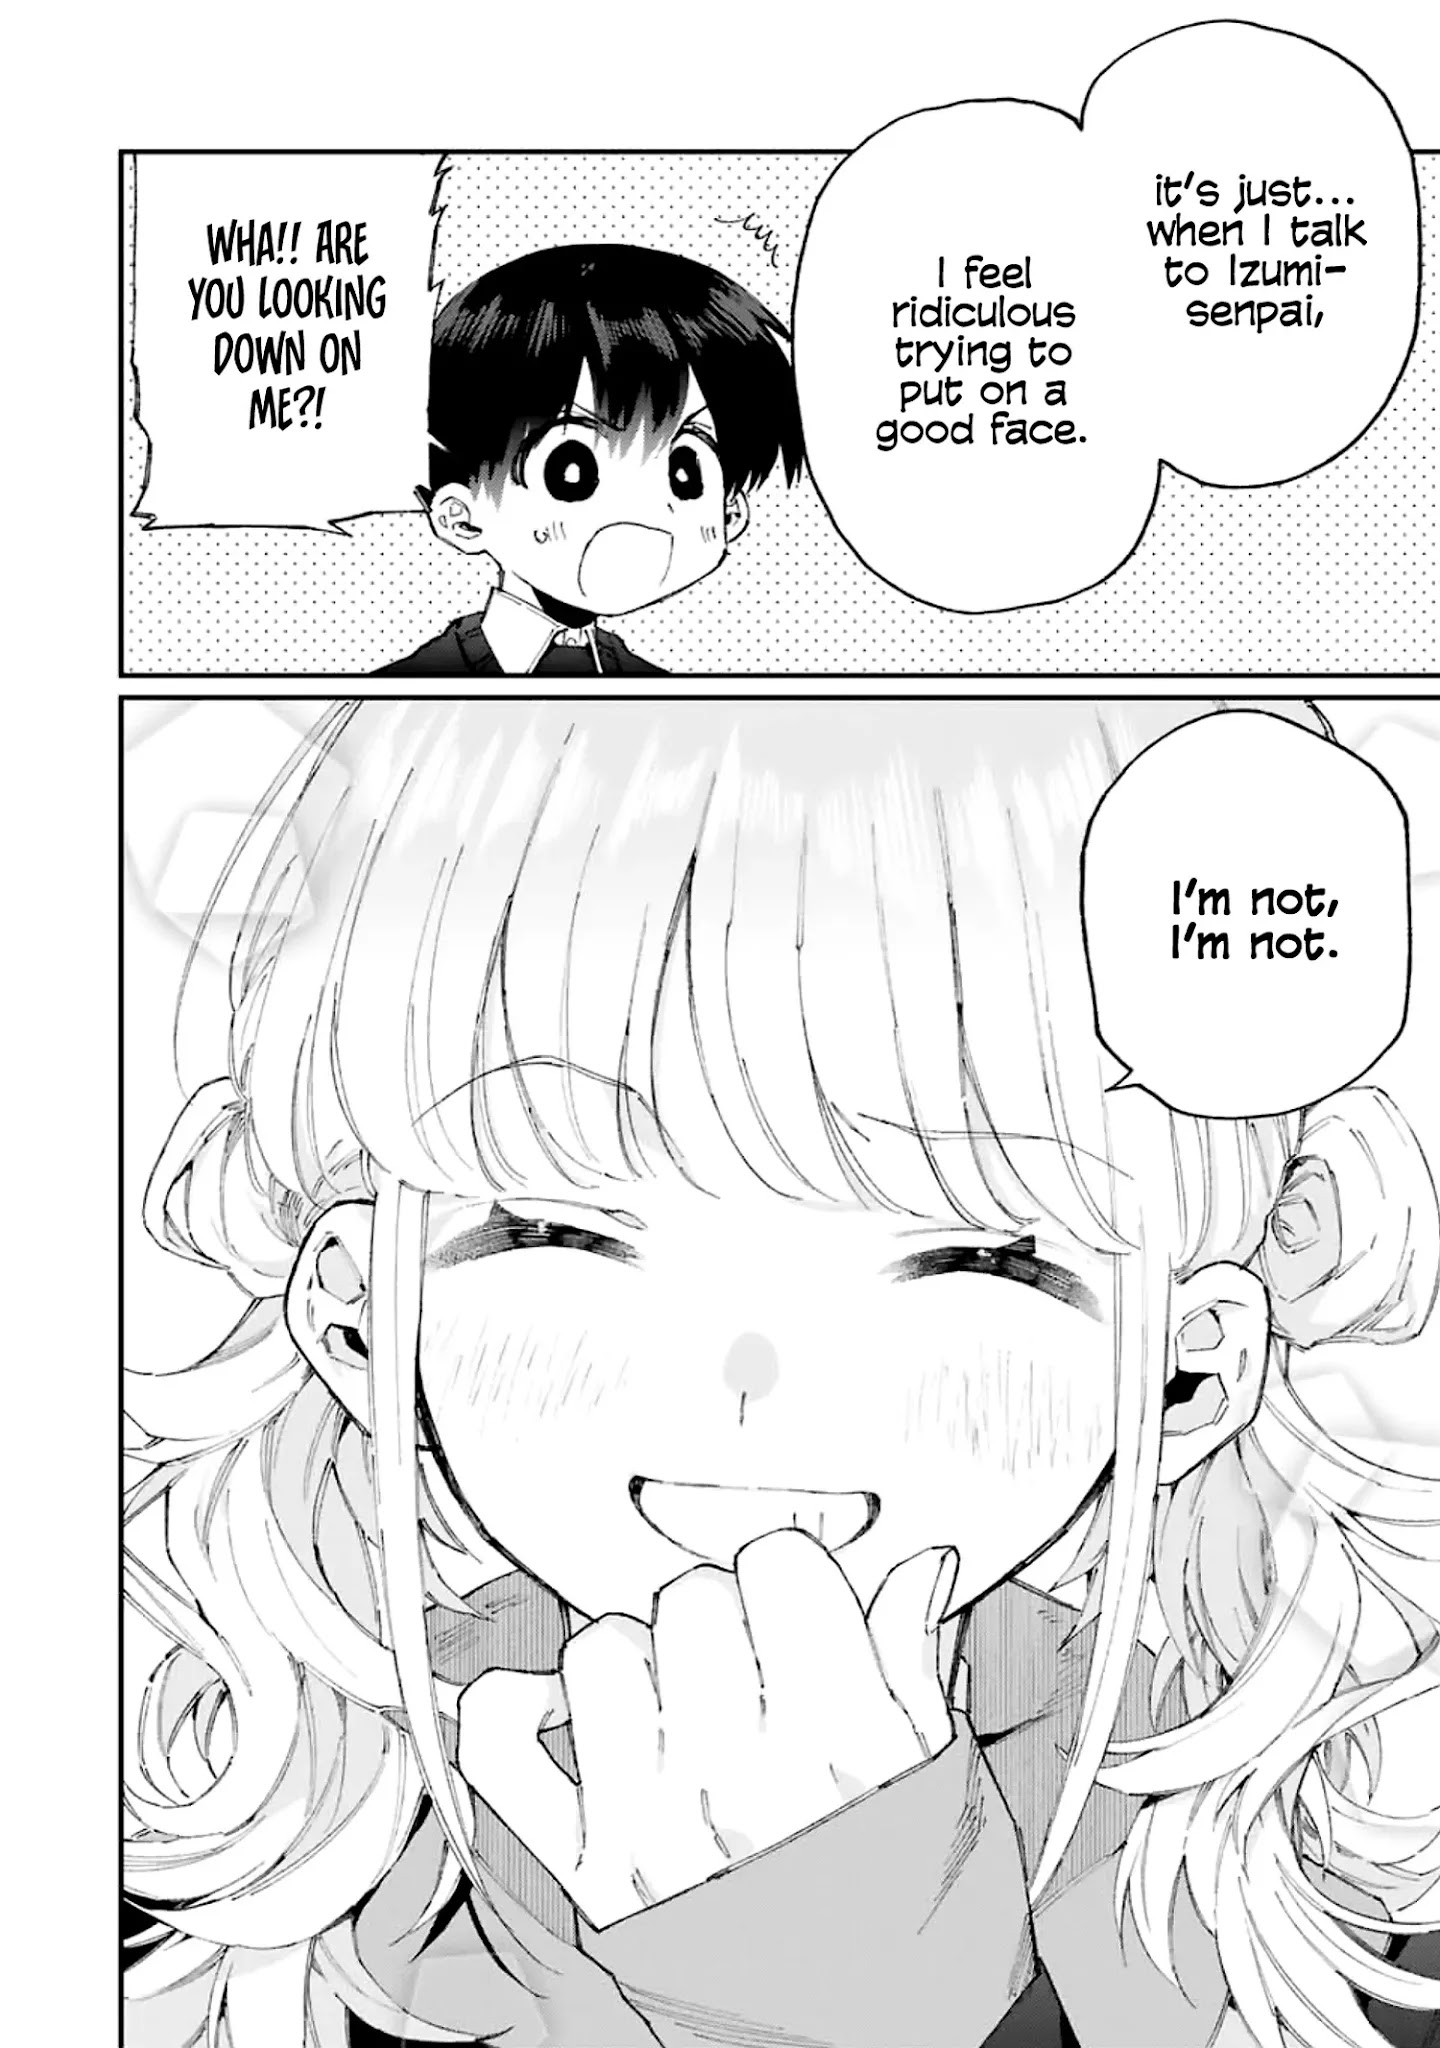 it's just...
when I talk
to Izumi-
senpai,
I feel
ridiculous
trying to
put on a
good face.
WHA!! ARE
YOU LOOKING
DOWN ON
ME?!
I'm not,
I'm not.